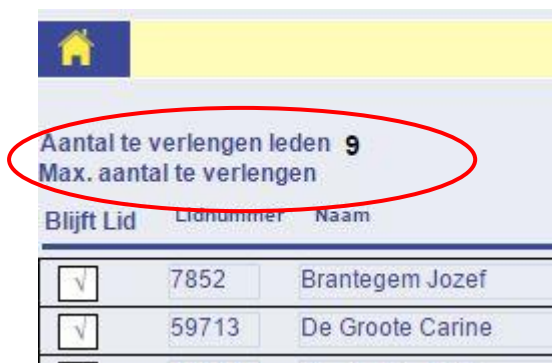 Aantal te verlengen leden 9
Max. aantal te verlengen
Blijft Lid Lidnummer Naam
√ 7852 Brantegem Jozef
√ 59713 De Groote Carine